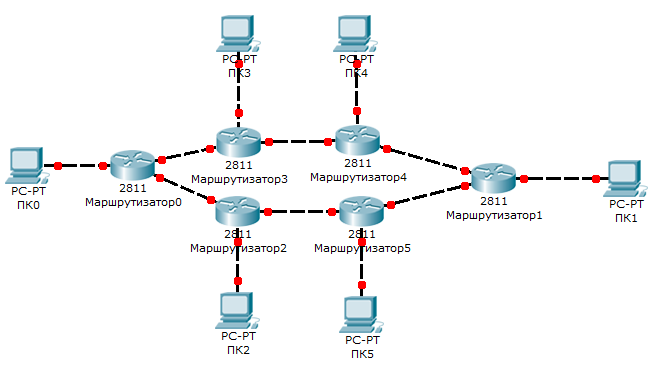 PC-PT
ПК3
PC-PT
ПК4
2811
Маршрутизатор3
2811
Маршрутизатор4
PC-PT
ПК0
2811
Маршрутизатор0
2811
Маршрутизатор1
PC-PT
ПК1
2811
Маршрутизатор2
2811
Маршрутизатор5
PC-PT
ПК2
PC-PT
ПК5